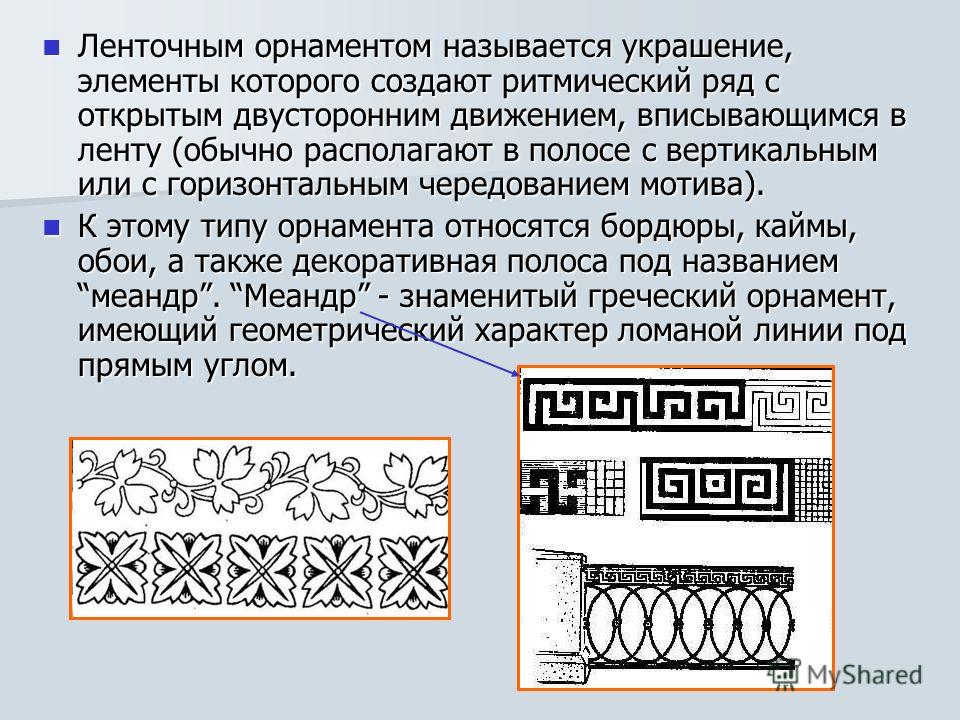 Ленточным орнаментом называется украшение,
элементы которого создают ритмический ряд с
открытым двусторонним движением, вписывающимся в
ленту (обычно располагают в полосе с вертикальным
или с горизонтальным чередованием мотива).
К этому типу орнамента относятся бордюры, каймы,
обои, а также декоративная полоса под названием
“меандр”. “Меандр” - знаменитый греческий орнамент,
имеющий геометрический характер ломаной линии под
прямым углом.
MyShared